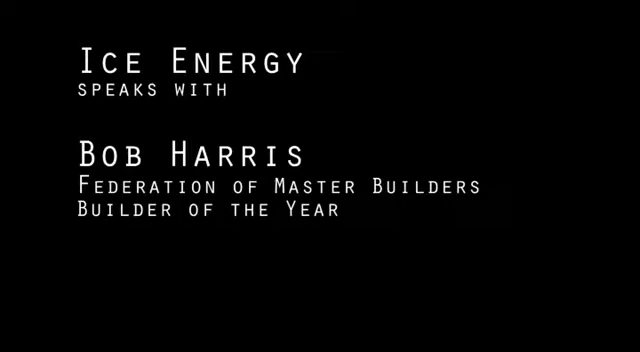 Ice Energy
speaks with
Bob Harris
Federation of Master Builders
Builder of the Year